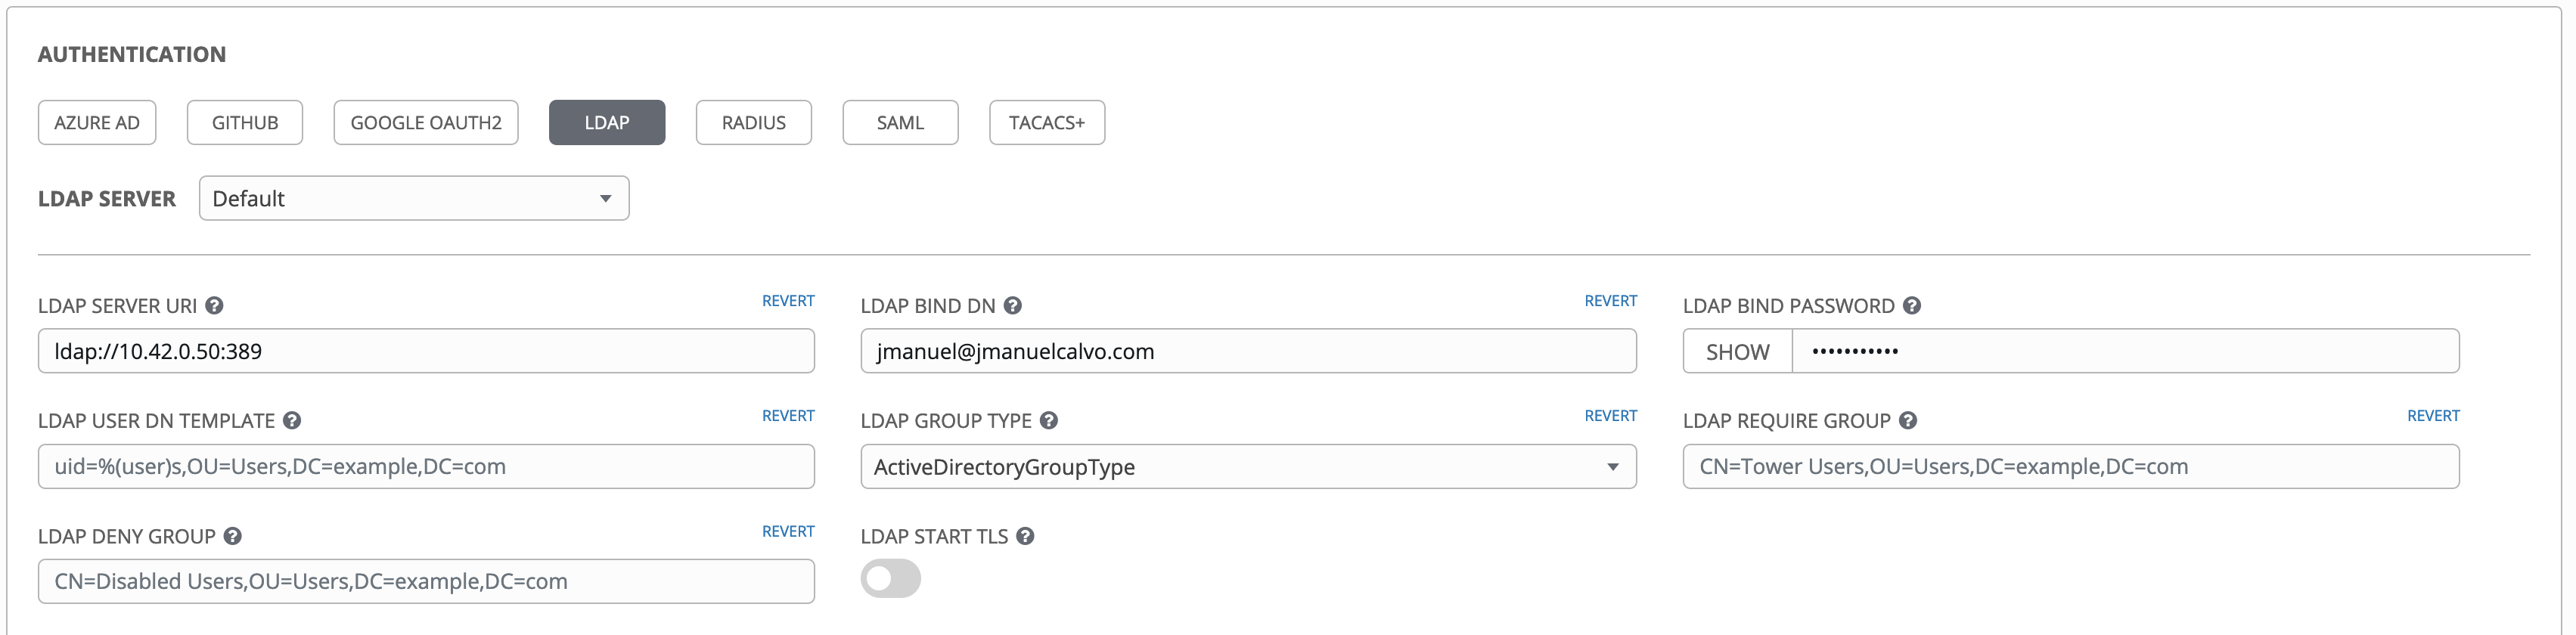 AUTHENTICATION
AZURE AD GITHUB GOOGLE OAUTH2 LDAP RADIUS SAML TACACS+
LDAP SERVER Default
LDAP SERVER URI ? REVERT LDAP BIND DN ? REVERT LDAP BIND PASSWORD ?
ldap://10.42.0.50:389 jmanuel@jmanuelcalvo.com SHOW •••••••••••
LDAP USER DN TEMPLATE ? REVERT LDAP GROUP TYPE ? REVERT LDAP REQUIRE GROUP ? REVERT
uid=%(user)s,OU=Users,DC=example,DC=com ActiveDirectoryGroupType CN=Tower Users,OU=Users,DC=example,DC=com
LDAP DENY GROUP ? REVERT LDAP START TLS ?
CN=Disabled Users,OU=Users,DC=example,DC=com